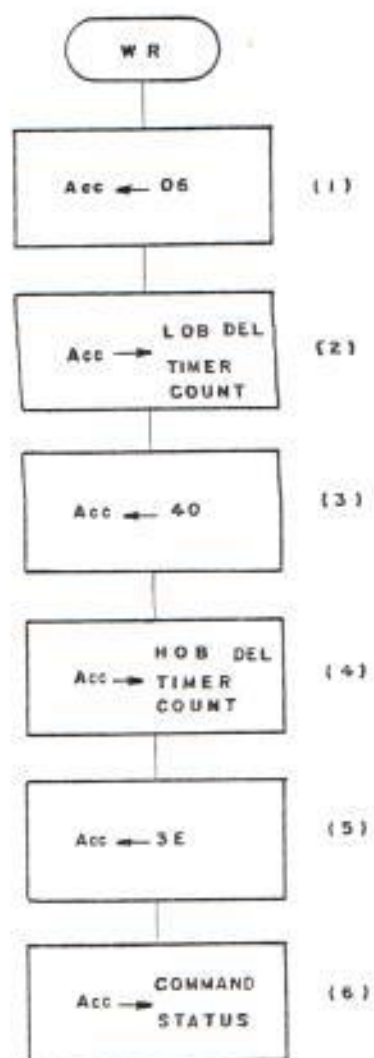 WR
Acc ← 06 (1)
Acc → LOB DEL (2)
TIMER
COUNT
Acc ← 40 (3)
Acc → HOB DEL (4)
TIMER
COUNT
Acc ← 3E (5)
Acc → COMMAND (6)
STATUS